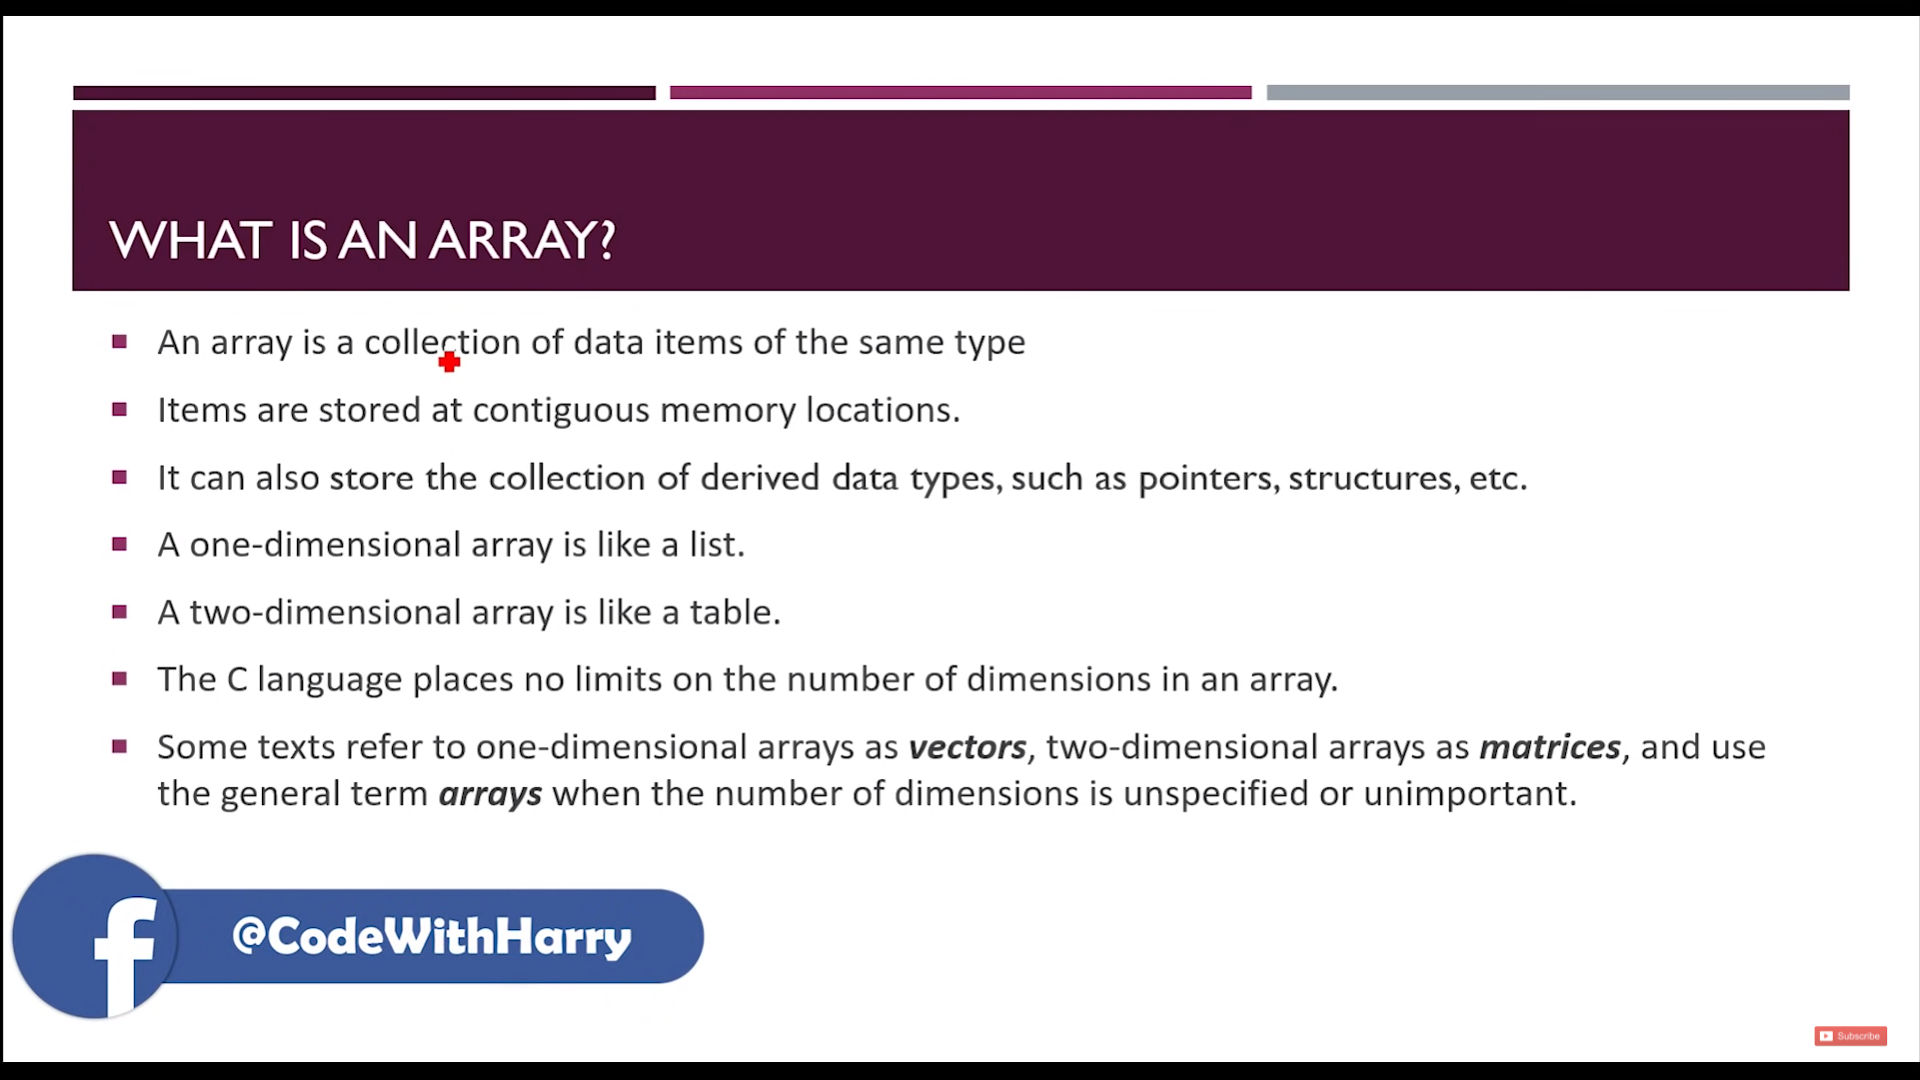 WHAT IS AN ARRAY?
An array is a collection of data items of the same type
Items are stored at contiguous memory locations.
It can also store the collection of derived data types, such as pointers, structures, etc.
A one-dimensional array is like a list.
A two-dimensional array is like a table.
The C language places no limits on the number of dimensions in an array.
Some texts refer to one-dimensional arrays as vectors, two-dimensional arrays as matrices, and use
the general term arrays when the number of dimensions is unspecified or unimportant.
@CodeWithHarry
Subscribe